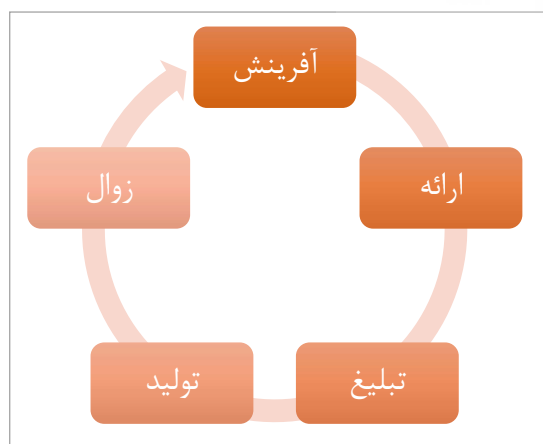 آفرینش
ارائه
تبلیغ
تولید
زوال